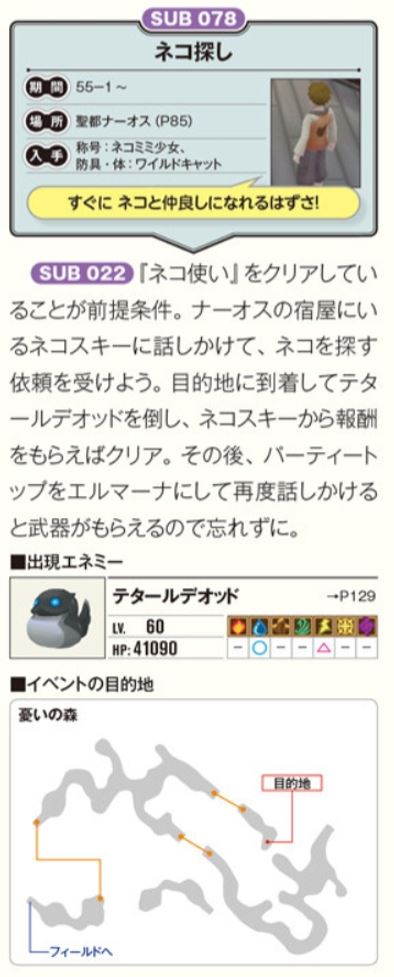 SUB 078
ネコ探し
期間 55−1〜
場所 聖都ナーオス(P85)
入手 称号:ネコミミ少女、
防具・体:ワイルドキャット
すぐに ネコと仲良しになれるはずさ!
SUB 022『ネコ使い』をクリアしてい
ることが前提条件。ナーオスの宿屋にい
るネコスキーに話しかけて、ネコを探す
依頼を受けよう。目的地に到着してテタ
ールデオッドを倒し、ネコスキーから報酬
をもらえばクリア。その後、パーティート
ップをエルマーナにして再度話しかける
と武器がもらえるので忘れずに。
■出現エネミー
テタールデオッド →P129
LV. 60
HP:41090 − ○ − − △ − −
■イベントの目的地
憂いの森
目的地
フィールドへ